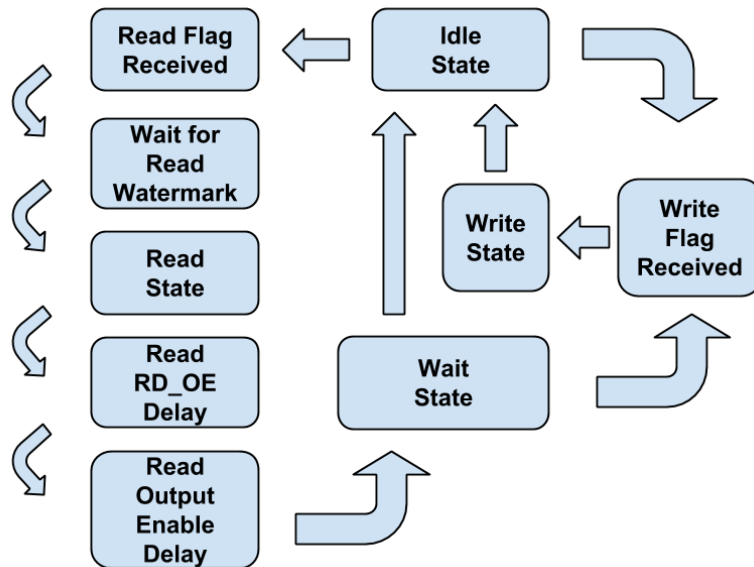 Read Flag
Received
Idle
State
Wait for
Read
Watermark
Write
State
Write
Flag
Received
Read
State
Read
RD_OE
Delay
Wait
State
Read
Output
Enable
Delay